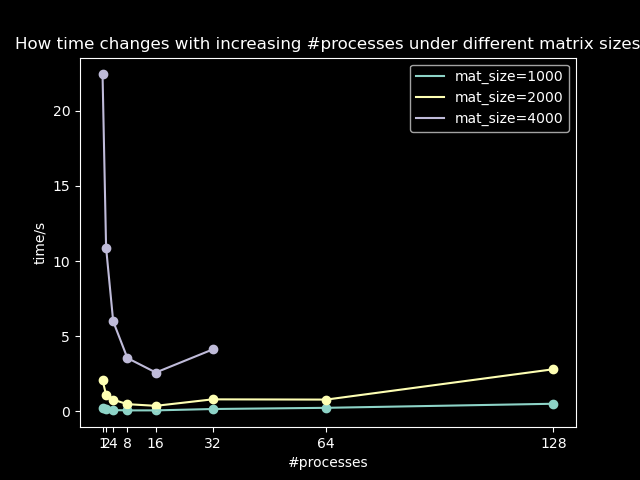 How time changes with increasing #processes under different matrix sizes
mat_size=1000
mat_size=2000
mat_size=4000
20
15
10
5
0
time/s
1 2 4 8 16 32 64 128
#processes